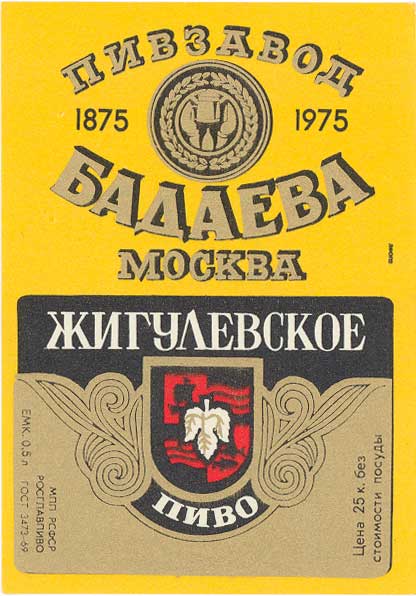 ПИВЗАВОД
1875 1975
БАДАЕВА
МОСКВА
ЖИГУЛЕВСКОЕ
ПИВО
ЕМК. 0,5 л ГОСТ 3473-69
МПП РСФСР
РОСГЛАВПИВО
Цена 25 к. без
стоимости посуды